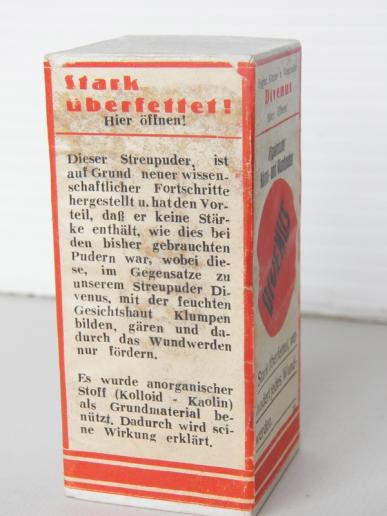 Stark
überfettet!
Hier öffnen!
Dieser Streupuder, ist
auf Grund neuer wissen-
schaftlicher Fortschritte
hergestellt u. hat den Vor-
teil, daß er keine Stär-
ke enthält, wie dies bei
den bisher gebrauchten
Pudern war, wobei die-
se, im Gegensatze zu
unserem Streupuder Di-
venus, mit der feuchten
Gesichtshaut Klumpen
bilden, gären und da-
durch das Wundwerden
nur fördern.
Es wurde anorganischer
Stoff (Kolloid - Kaolin)
als Grundmaterial be-
nützt. Dadurch wird sei-
ne Wirkung erklärt.
Divenus
Hier öffnen!
DIVENUS